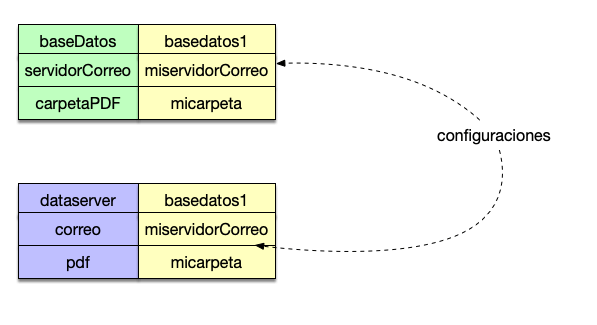 baseDatos basedatos1
servidorCorreo miservidorCorreo
carpetaPDF micarpeta
configuraciones
dataserver basedatos1
correo miservidorCorreo
pdf micarpeta